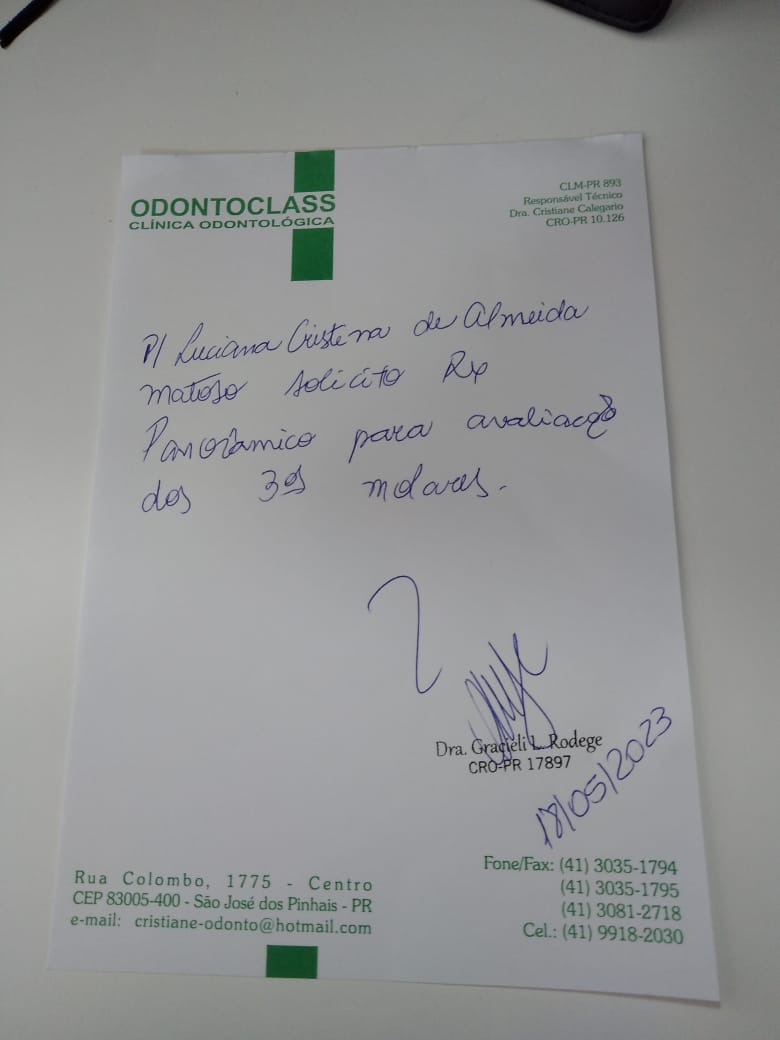 ODONTOCLASS
CLÍNICA ODONTOLÓGICA
CLM-PR 893
Responsável Técnico
Dra. Cristiane Calegario
CRO-PR 10.126
P/ Luciana Cristina de Almeida
Matoso solicito Rx
Panorâmico para avaliação
dos 3ºs molares.
Dra. Gracieli L. Rodege
CRO-PR 17897
18/05/2023
Rua Colombo, 1775 - Centro
CEP 83005-400 - São José dos Pinhais - PR
e-mail: cristiane-odonto@hotmail.com
Fone/Fax: (41) 3035-1794
(41) 3035-1795
(41) 3081-2718
Cel.: (41) 9918-2030